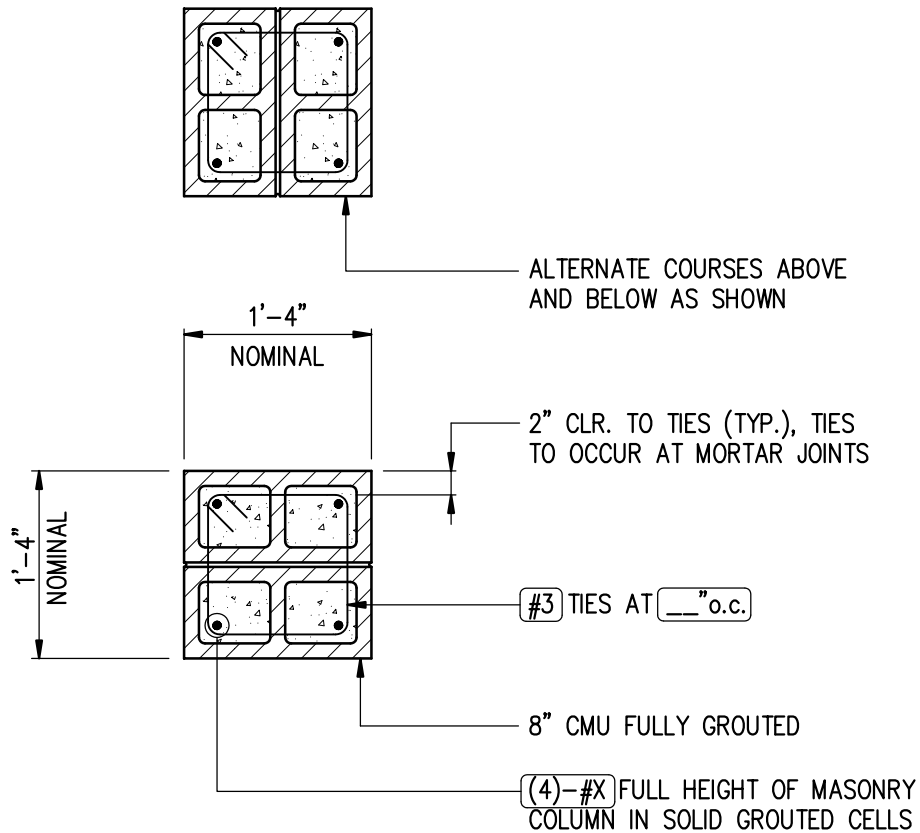 ALTERNATE COURSES ABOVE
AND BELOW AS SHOWN
1'-4"
NOMINAL
2" CLR. TO TIES (TYP.), TIES
TO OCCUR AT MORTAR JOINTS
1'-4"
NOMINAL
#3 TIES AT __"o.c.
8" CMU FULLY GROUTED
(4)-#X FULL HEIGHT OF MASONRY
COLUMN IN SOLID GROUTED CELLS